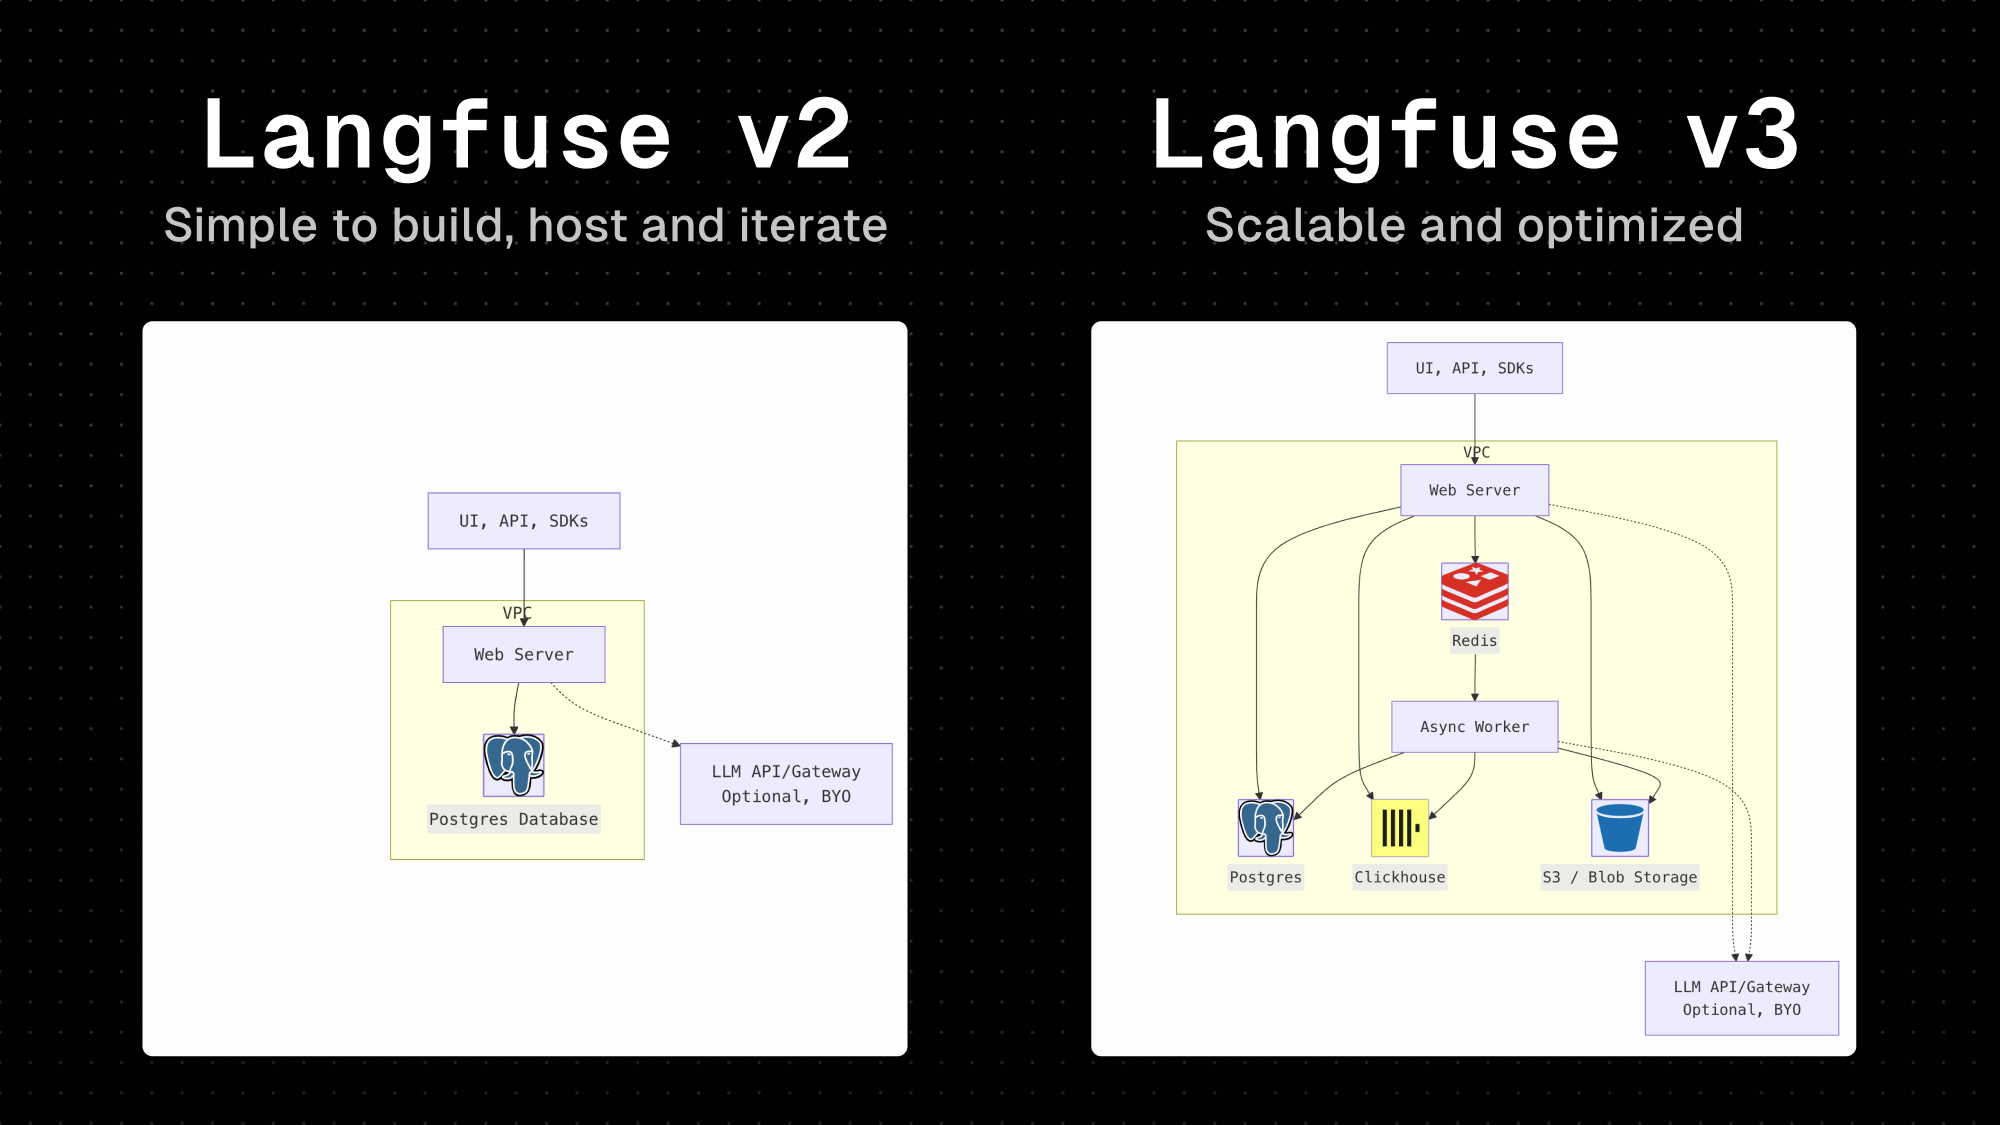 Langfuse v2
Simple to build, host and iterate
UI, API, SDKs
VPC
Web Server
Postgres Database
LLM API/Gateway
Optional, BYO
Langfuse v3
Scalable and optimized
UI, API, SDKs
VPC
Web Server
Redis
Async Worker
Postgres
Clickhouse
S3 / Blob Storage
LLM API/Gateway
Optional, BYO